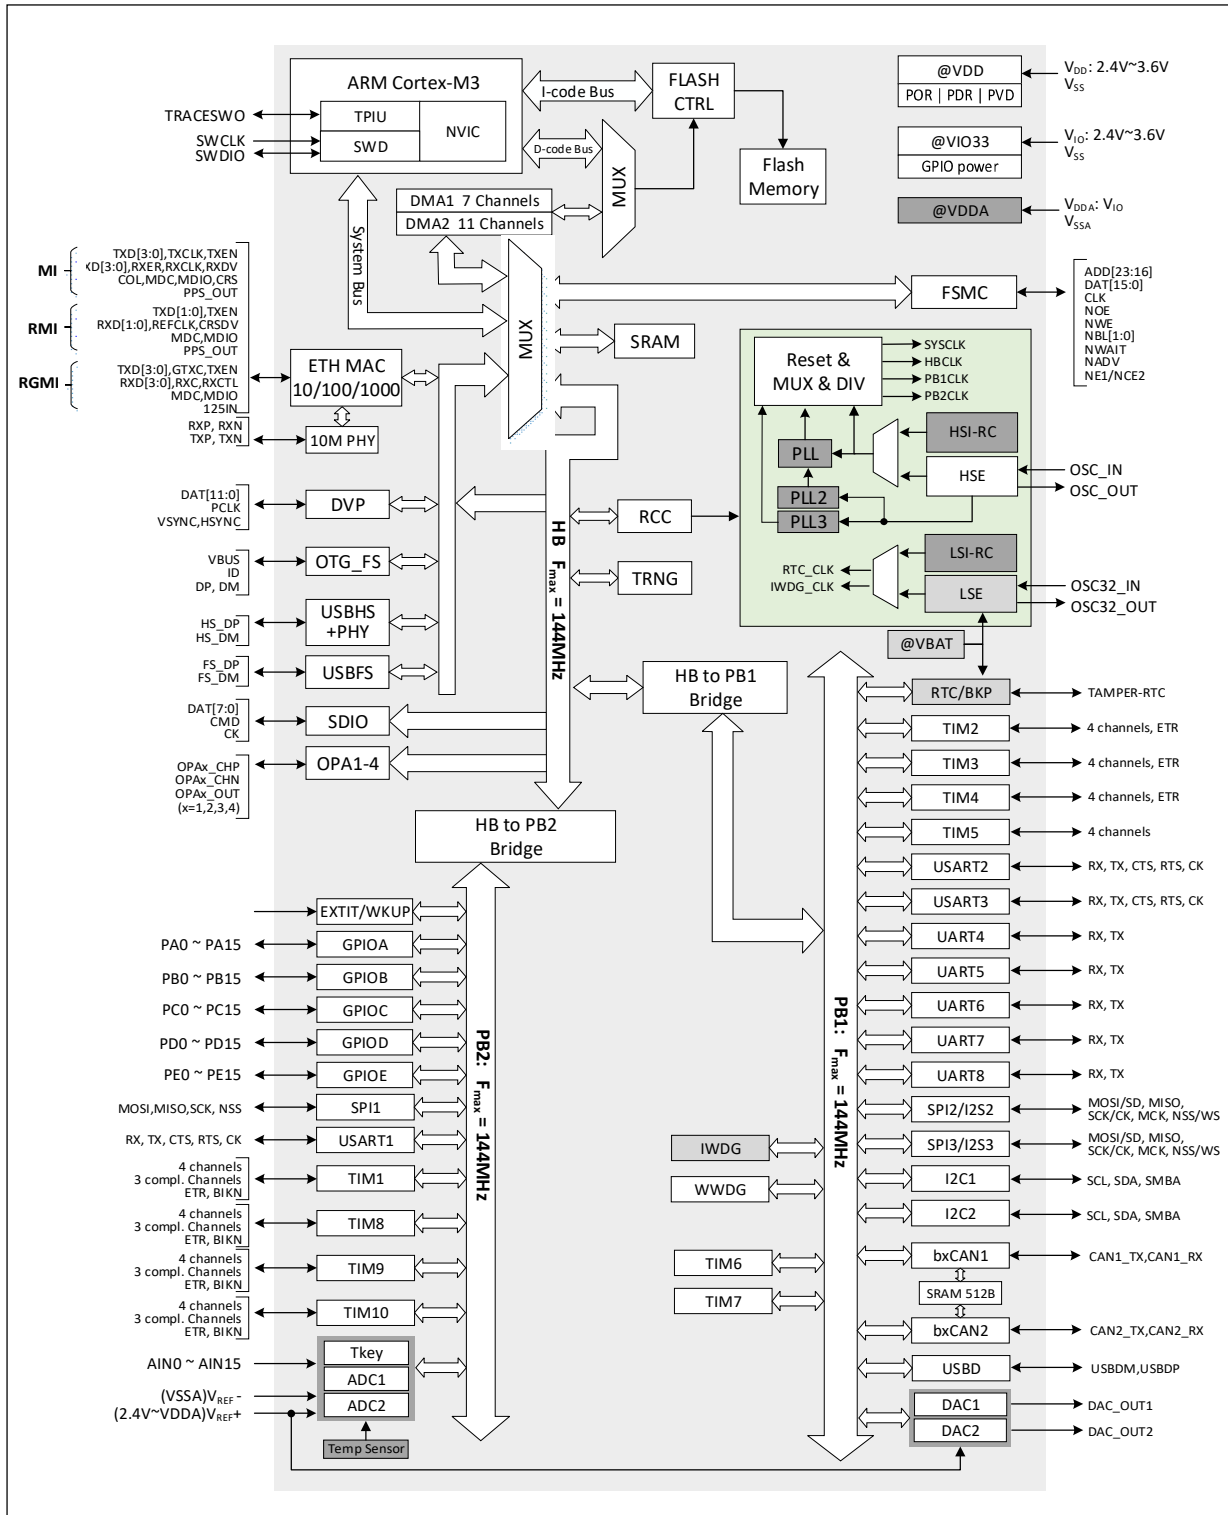 ARM Cortex-M3
TPIU
SWD
NVIC
TRACESWO
SWCLK
SWDIO
I-code Bus
D-code Bus
System Bus
FLASH
CTRL
Flash
Memory
MUX
DMA1 7 Channels
DMA2 11 Channels
MUX
@VDD
POR | PDR | PVD
VDD: 2.4V~3.6V
VSS
@VIO33
GPIO power
VIO: 2.4V~3.6V
VSS
@VDDA
VDDA: VIO
VSSA
MI
TXD[3:0],TXCLK,TXEN
XD[3:0],RXER,RXCLK,RXDV
COL,MDC,MDIO,CRS
PPS_OUT
RMI
TXD[1:0],TXEN
RXD[1:0],REFCLK,CRSDV
MDC,MDIO
PPS_OUT
RGMI
TXD[3:0],GTXC,TXEN
RXD[3:0],RXC,RXCTL
MDC,MDIO
125IN
RXP, RXN
TXP, TXN
ETH MAC
10/100/1000
10M PHY
FSMC
ADD[23:16]
DAT[15:0]
CLK
NOE
NWE
NBL[1:0]
NWAIT
NADV
NE1/NCE2
SRAM
Reset &
MUX & DIV
SYSCLK
HBCLK
PB1CLK
PB2CLK
PLL
PLL2
PLL3
HSI-RC
HSE
OSC_IN
OSC_OUT
LSI-RC
LSE
RTC_CLK
IWDG_CLK
OSC32_IN
OSC32_OUT
@VBAT
DAT[11:0]
PCLK
VSYNC,HSYNC
DVP
VBUS
ID
DP, DM
OTG_FS
HS_DP
HS_DM
USBHS
+PHY
FS_DP
FS_DM
USBFS
DAT[7:0]
CMD
CK
SDIO
OPAx_CHP
OPAx_CHN
OPAx_OUT
(x=1,2,3,4)
OPA1-4
HB Fmax = 144MHz
RCC
TRNG
HB to PB1
Bridge
HB to PB2
Bridge
EXTIT/WKUP
PA0 ~ PA15
GPIOA
PB0 ~ PB15
GPIOB
PC0 ~ PC15
GPIOC
PD0 ~ PD15
GPIOD
PE0 ~ PE15
GPIOE
MOSI,MISO,SCK, NSS
SPI1
RX, TX, CTS, RTS, CK
USART1
4 channels
3 compl. Channels
ETR, BIKN
TIM1
4 channels
3 compl. Channels
ETR, BIKN
TIM8
4 channels
3 compl. Channels
ETR, BIKN
TIM9
4 channels
3 compl. Channels
ETR, BIKN
TIM10
AIN0 ~ AIN15
Tkey
ADC1
ADC2
(VSSA)VREF -
(2.4V~VDDA)VREF+
Temp Sensor
PB2: Fmax = 144MHz
PB1: Fmax = 144MHz
IWDG
WWDG
TIM6
TIM7
RTC/BKP
TAMPER-RTC
TIM2
4 channels, ETR
TIM3
4 channels, ETR
TIM4
4 channels, ETR
TIM5
4 channels
USART2
RX, TX, CTS, RTS, CK
USART3
RX, TX, CTS, RTS, CK
UART4
RX, TX
UART5
RX, TX
UART6
RX, TX
UART7
RX, TX
UART8
RX, TX
SPI2/I2S2
MOSI/SD, MISO,
SCK/CK, MCK, NSS/WS
SPI3/I2S3
MOSI/SD, MISO,
SCK/CK, MCK, NSS/WS
I2C1
SCL, SDA, SMBA
I2C2
SCL, SDA, SMBA
bxCAN1
CAN1_TX,CAN1_RX
SRAM 512B
bxCAN2
CAN2_TX,CAN2_RX
USBD
USBDM,USBDP
DAC1
DAC_OUT1
DAC2
DAC_OUT2